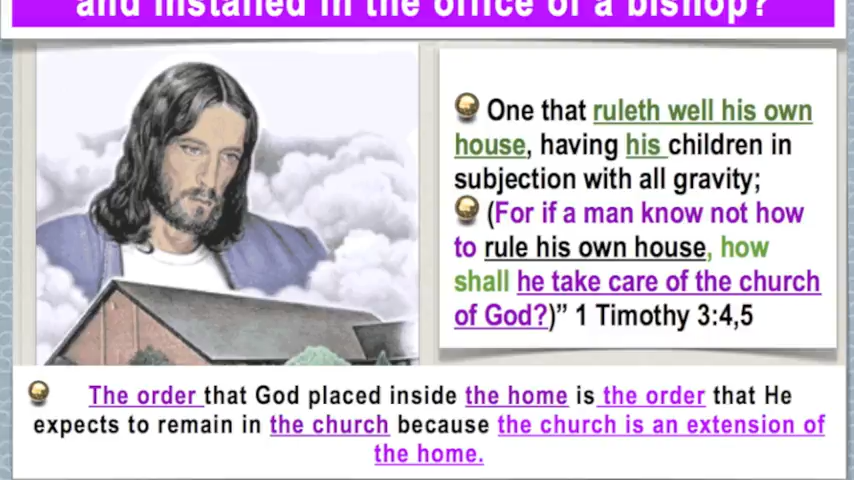 and installed in the office of a bishop?
One that ruleth well his own
house, having his children in
subjection with all gravity;
(For if a man know not how
to rule his own house, how
shall he take care of the church
of God?)” 1 Timothy 3:4,5
The order that God placed inside the home is the order that He
expects to remain in the church because the church is an extension of
the home.